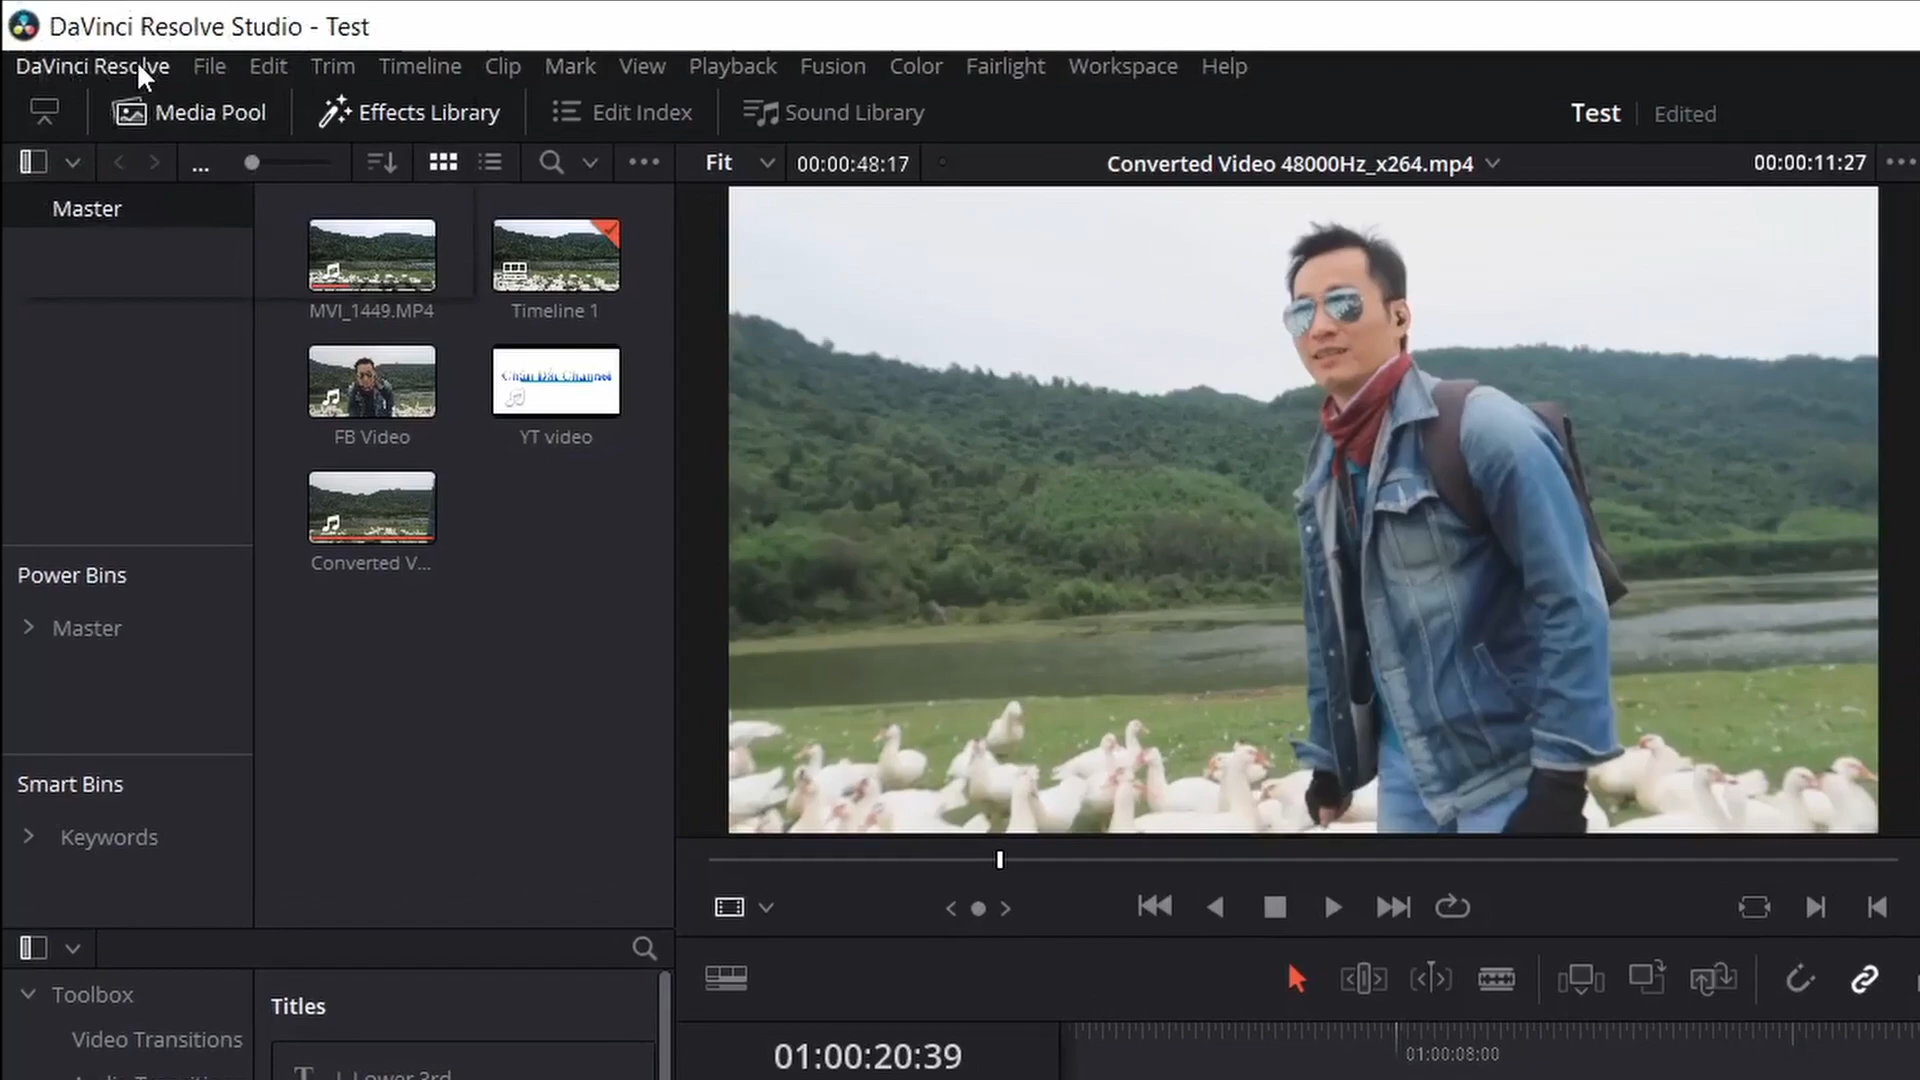 DaVinci Resolve Studio - Test
DaVinci Resolve File Edit Trim Timeline Clip Mark View Playback Fusion Color Fairlight Workspace Help
Media Pool Effects Library Edit Index Sound Library Test Edited
... Fit 00:00:48:17 Converted Video 48000Hz_x264.mp4 00:00:11:27
Master
MVI_1449.MP4 Timeline 1
Chân Đất Channel
FB Video YT video
Converted V...
Power Bins
Master
Smart Bins
Keywords
Toolbox
Titles
Video Transitions
01:00:20:39
01:00:08:00